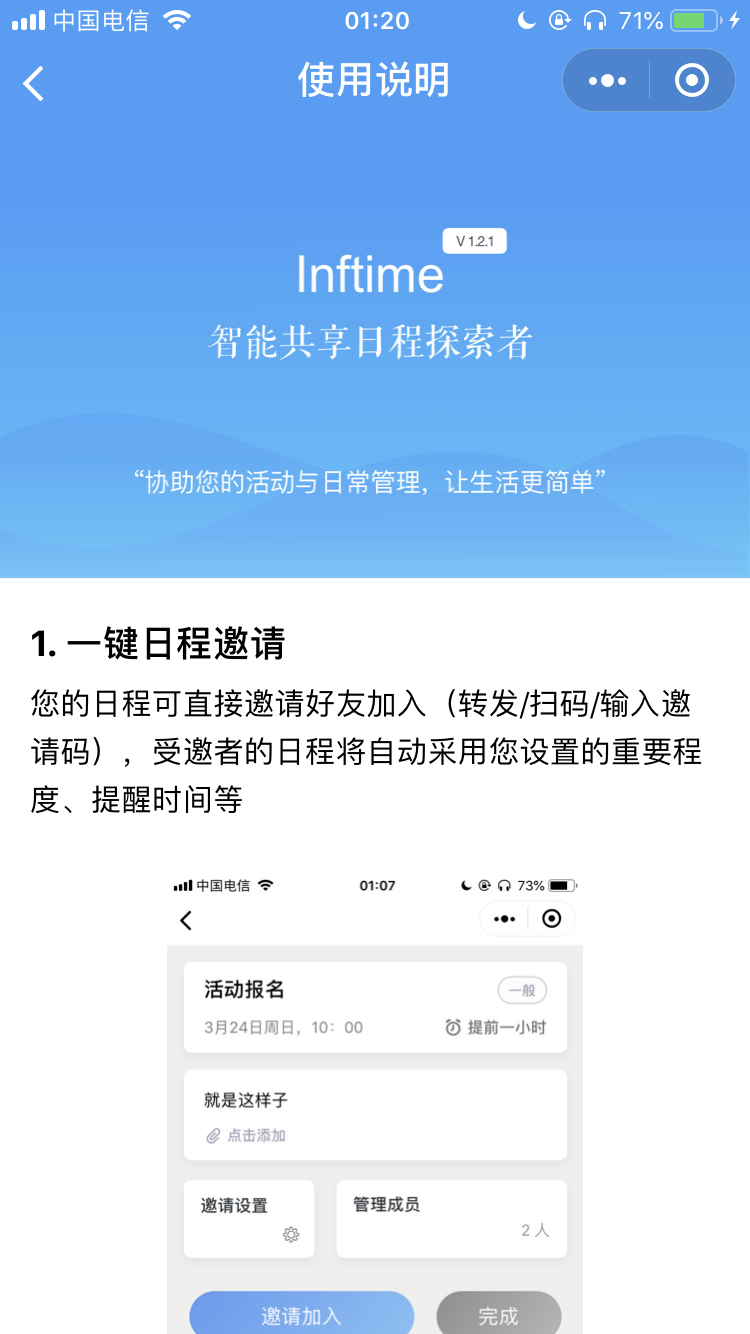 中国电信 01:20 71%
使用说明
V 1.2.1
Inftime
智能共享日程探索者
“协助您的活动与日常管理，让生活更简单”
1. 一键日程邀请
您的日程可直接邀请好友加入（转发/扫码/输入邀
请码），受邀者的日程将自动采用您设置的重要程
度、提醒时间等
中国电信 01:07 73%
活动报名 一般
3月24日周日，10：00 提前一小时
就是这样子
点击添加
邀请设置 管理成员
2 人
邀请加入 完成